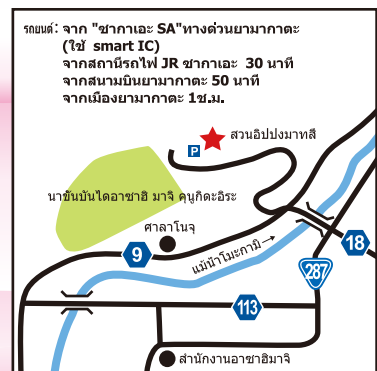 รถยนต์: จาก "ซากาเอะ SA"ทางด่วนยามากาตะ
(ใช้ smart IC)
จากสถานีรถไฟ JR ซากาเอะ 30 นาที
จากสนามบินยามากาตะ 50 นาที
จากเมืองยามากาตะ 1ช.ม.
สวนอิปปงมาทสึ
P
นาขั้นบันไดอาซาฮิ มาจิ คุนุกิดะอิระ
ศาลาโนจุ
9
แม่น้ำโมะกามิ→
18
287
113
สำนักงานอาซาฮิมาจิ